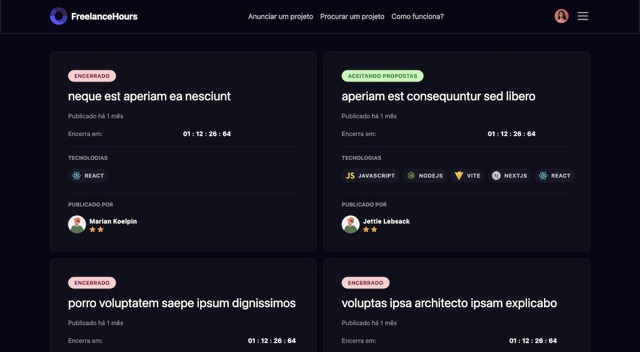 FreelanceHours
Anunciar um projeto Procurar um projeto Como funciona?
ENCERRADO
neque est aperiam ea nesciunt
Publicado há 1 mês
Encerra em: 01 : 12 : 26 : 64
TECNOLOGIAS
REACT
PUBLICADO POR
Marian Koelpin
ACEITANDO PROPOSTAS
aperiam est consequuntur sed libero
Publicado há 1 mês
Encerra em: 01 : 12 : 26 : 64
TECNOLOGIAS
JS JAVASCRIPT NODEJS VITE N NEXTJS REACT
PUBLICADO POR
Jettie Lebsack
ENCERRADO
porro voluptatem saepe ipsum dignissimos
Publicado há 1 mês
Encerra em: 01 : 12 : 26 : 64
ENCERRADO
voluptas ipsa architecto ipsam explicabo
Publicado há 1 mês
Encerra em: 01 : 12 : 26 : 64